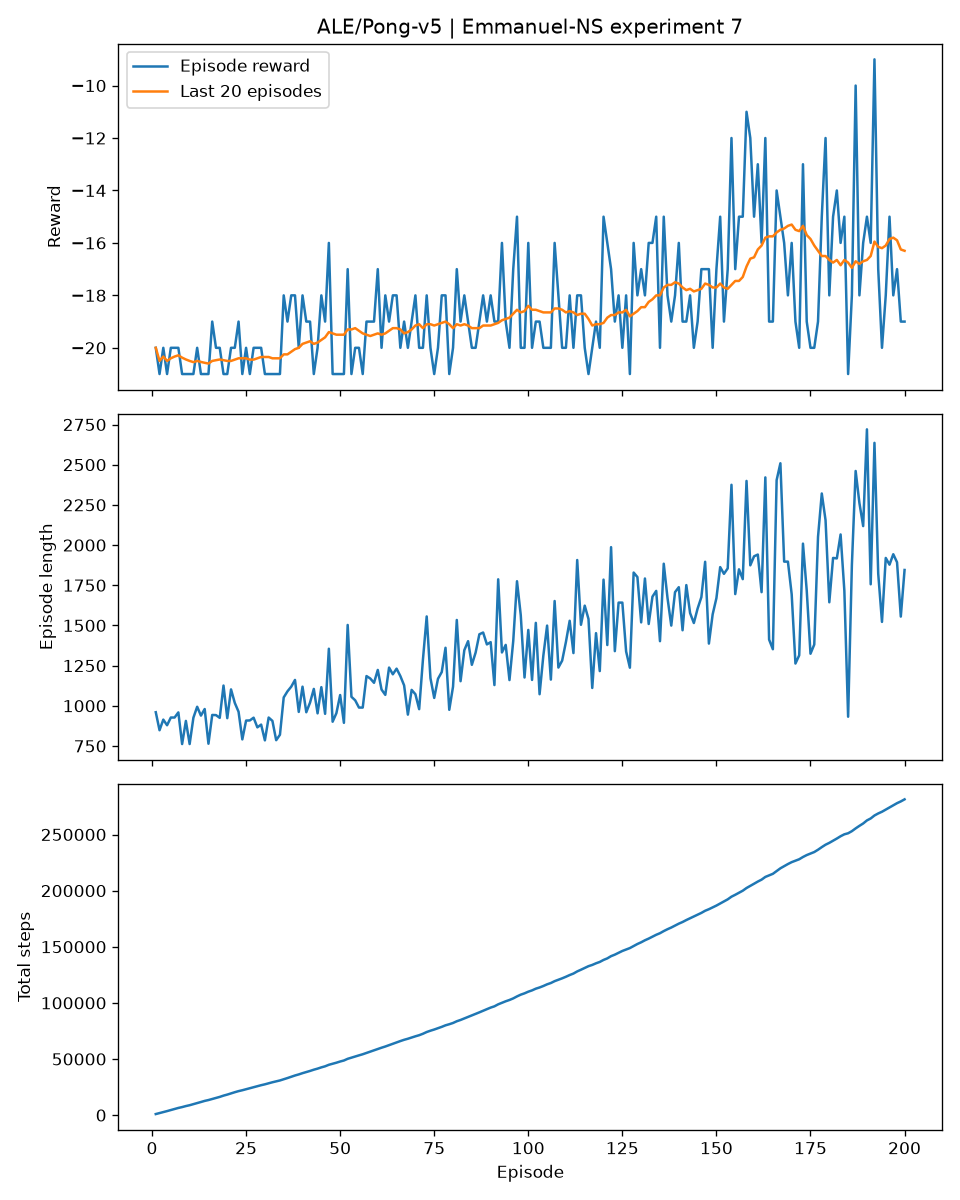 ALE/Pong-v5 | Emmanuel-NS experiment 7
Episode reward
Last 20 episodes
Reward
−10
−12
−14
−16
−18
−20
Episode length
2750
2500
2250
2000
1750
1500
1250
1000
750
Total steps
250000
200000
150000
100000
50000
0
0 25 50 75 100 125 150 175 200
Episode